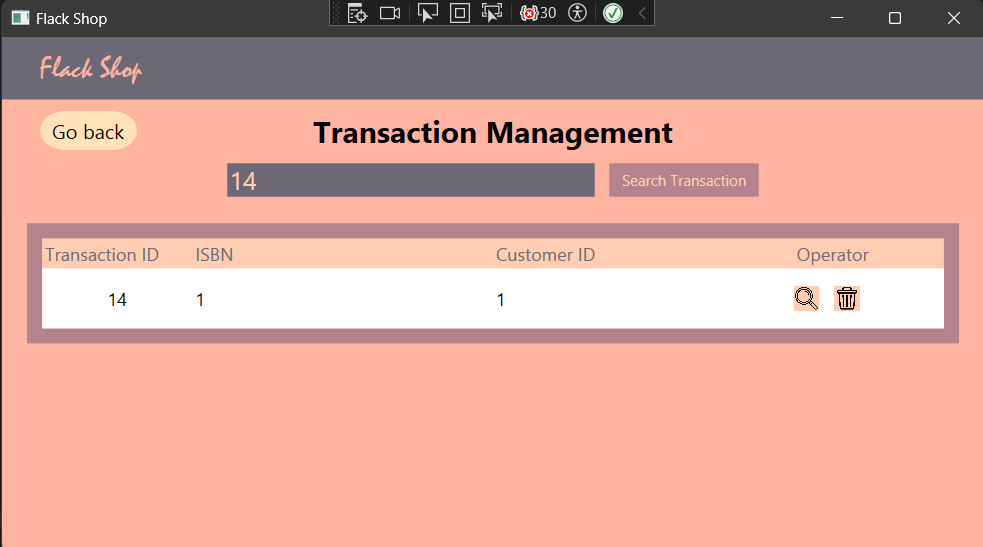 Flack Shop
30
Flack Shop
Go back
Transaction Management
14
Search Transaction
Transaction ID ISBN Customer ID Operator
14 1 1